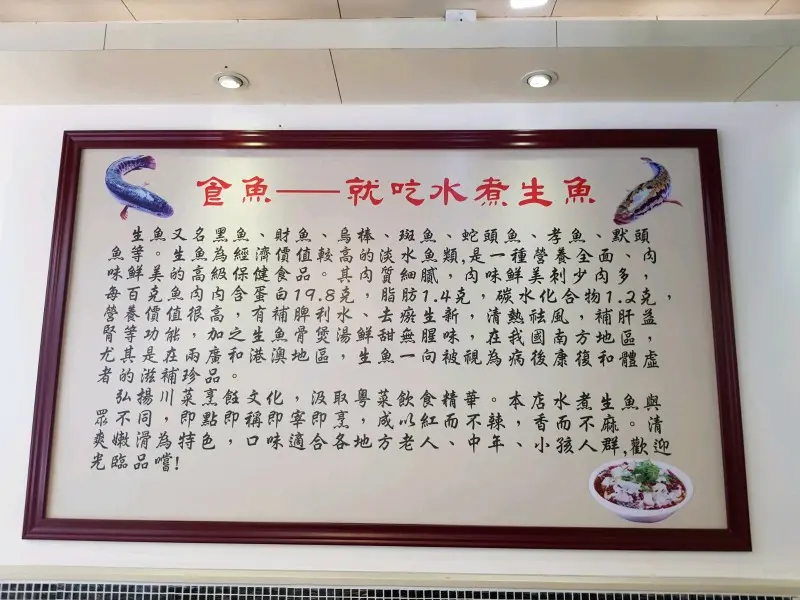 食魚——就吃水煮生魚
生魚又名黑魚、財魚、烏棒、斑魚、蛇頭魚、孝魚、默頭
魚等。生魚為經濟價值較高的淡水魚類,是一種營養全面、肉
味鮮美的高級保健食品。其肉質細膩，肉味鮮美刺少肉多，
每百克魚肉內含蛋白19.8克，脂肪1.4克，碳水化合物1.2克，
營養價值很高，有補脾利水、去瘀生新，清熱祛風，補肝益
腎等功能，加之生魚骨煲湯鮮甜無腥味，在我國南方地區，
尤其是在兩廣和港澳地區，生魚一向被視為病後康復和體虛
者的滋補珍品。
弘揚川菜烹飪文化，汲取粵菜飲食精華。本店水煮生魚與
眾不同，即點即稱即宰即烹，咸以紅而不辣，香而不麻。清
爽嫩滑為特色，口味適合各地方老人、中年、小孩人群,歡迎
光臨品嚐!